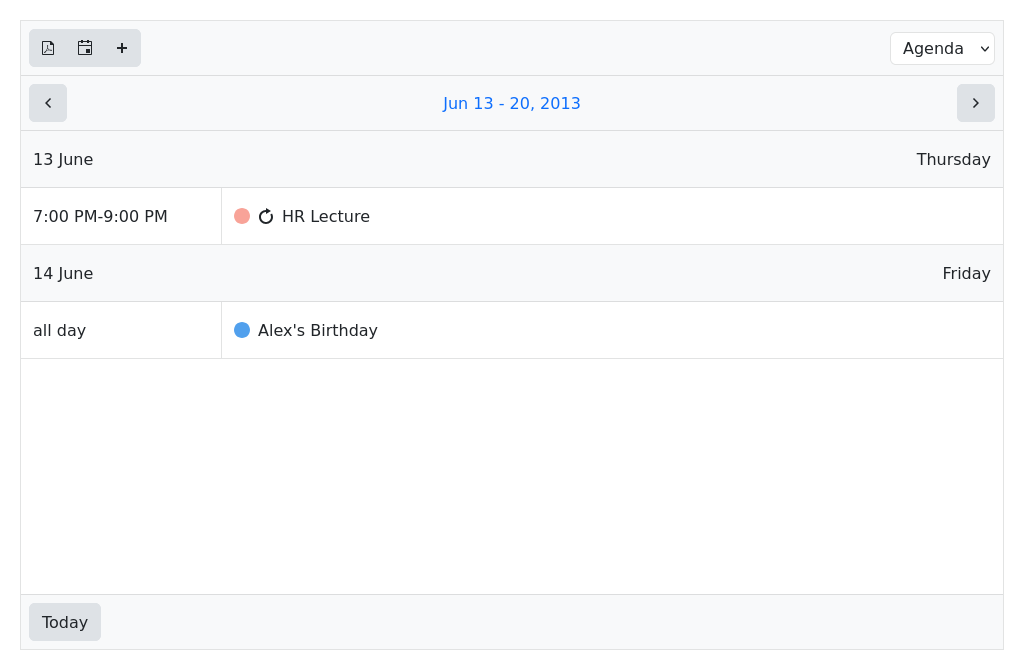 Agenda
Jun 13 - 20, 2013
13 June Thursday
7:00 PM-9:00 PM HR Lecture
14 June Friday
all day Alex's Birthday
Today